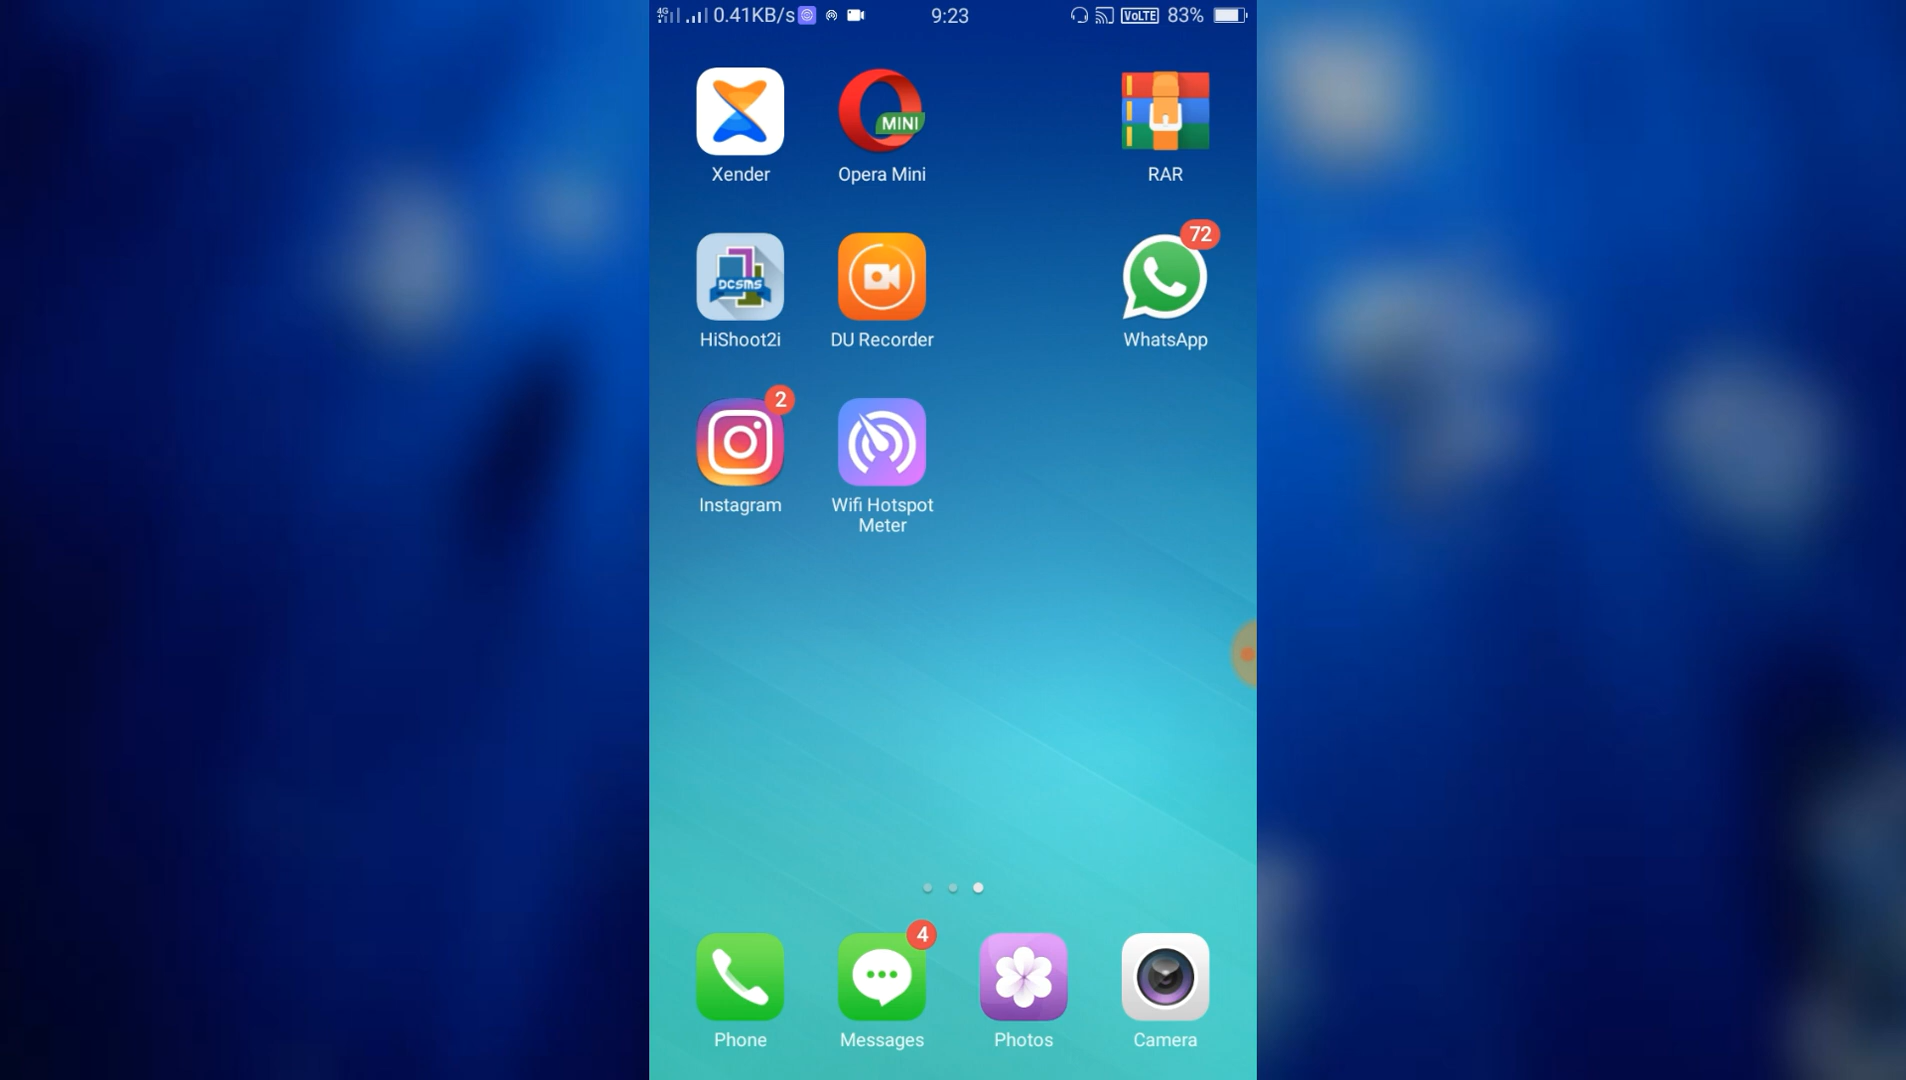 4G 0.41KB/s 9:23 VoLTE 83%
MINI
Xender Opera Mini RAR
72
DCSMS
HiShoot2i DU Recorder WhatsApp
2
Instagram Wifi Hotspot
Meter
4
Phone Messages Photos Camera